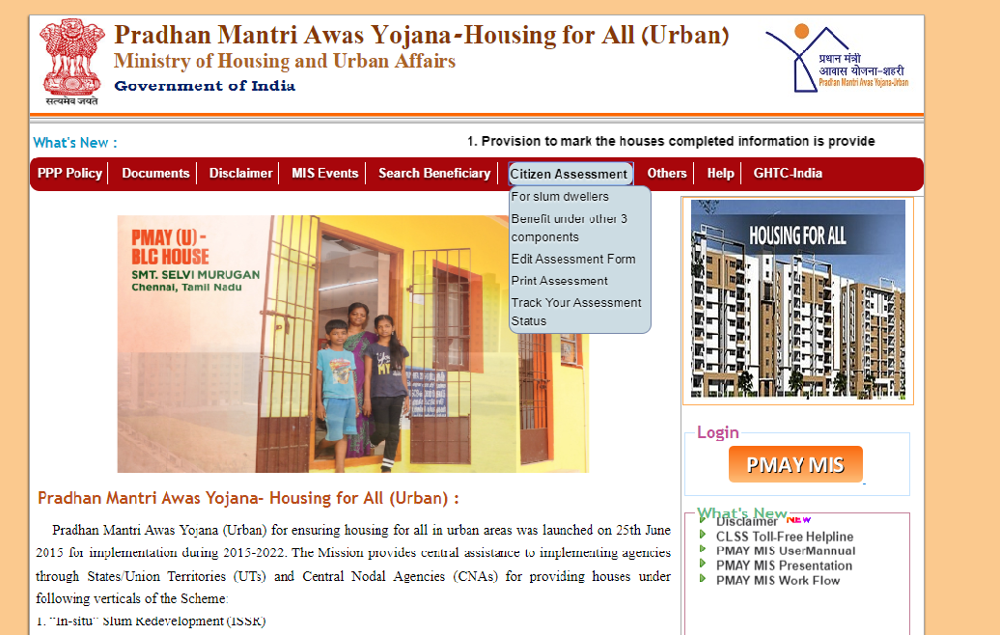 Pradhan Mantri Awas Yojana-Housing for All (Urban)
Ministry of Housing and Urban Affairs
Government of India
सत्यमेव जयते
प्रधान मंत्री
आवास योजना-शहरी
Pradhan Mantri Awas Yojana-Urban
What's New :
1. Provision to mark the houses completed information is provide
PPP Policy
Documents
Disclaimer
MIS Events
Search Beneficiary
Citizen Assessment
Others
Help
GHTC-India
For slum dwellers
Benefit under other 3
components
Edit Assessment Form
Print Assessment
Track Your Assessment
Status
PMAY (U) -
BLC HOUSE
SMT. SELVI MURUGAN
Chennai, Tamil Nadu
HOUSING FOR ALL
Login
PMAY MIS
What's New
Disclaimer NEW
CLSS Toll-Free Helpline
PMAY MIS UserMannual
PMAY MIS Presentation
PMAY MIS Work Flow
Pradhan Mantri Awas Yojana- Housing for All (Urban) :
Pradhan Mantri Awas Yojana (Urban) for ensuring housing for all in urban areas was launched on 25th June
2015 for implementation during 2015-2022. The Mission provides central assistance to implementing agencies
through States/Union Territories (UTs) and Central Nodal Agencies (CNAs) for providing houses under
following verticals of the Scheme:
1. "In-situ" Slum Redevelopment (ISSR)